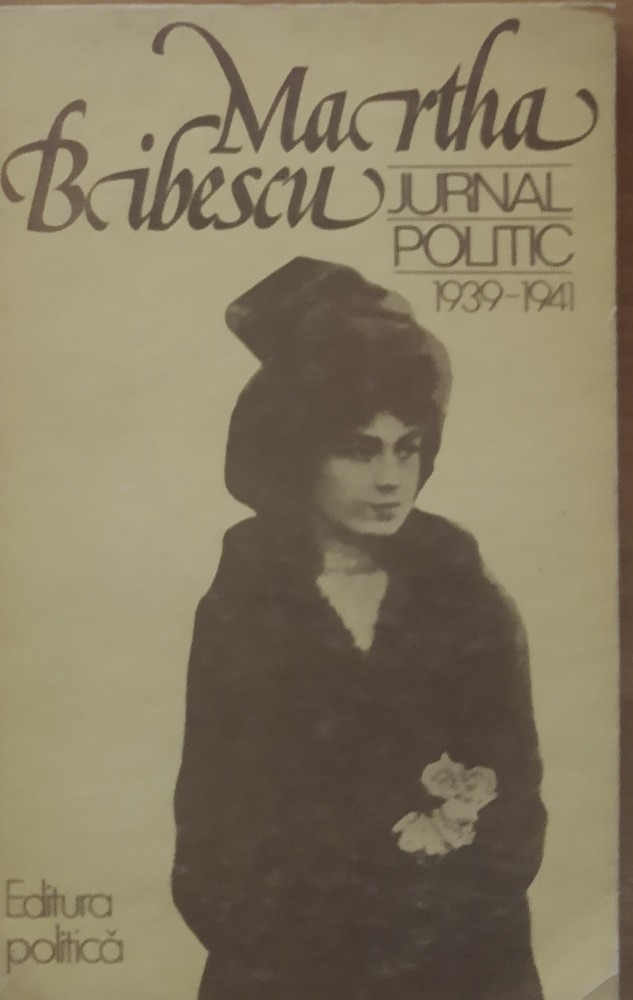 Martha
Bibescu
JURNAL
POLITIC
1939-1941
Editura
politică